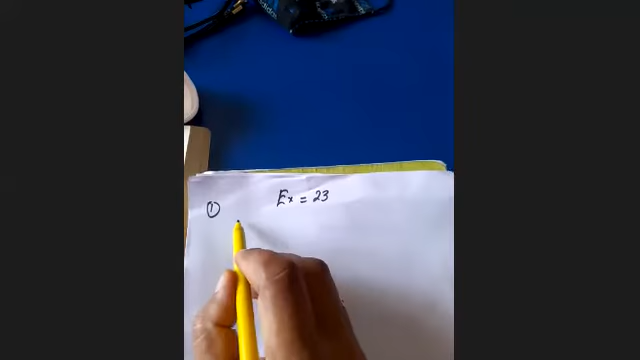 Ex = 23
①